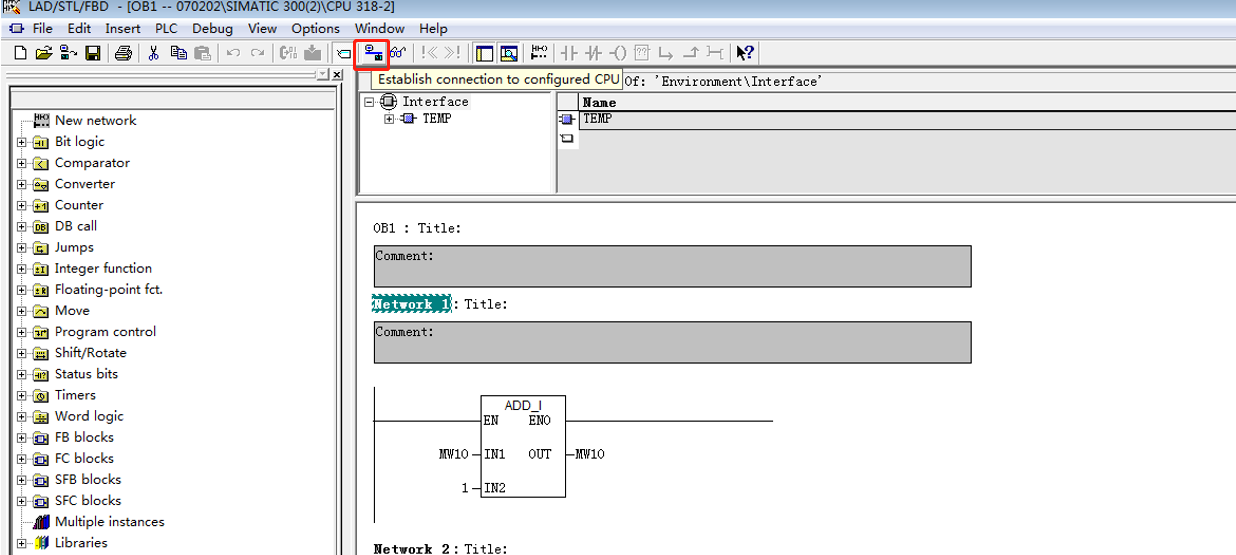 LAD/STL/FBD - [OB1 -- 070202\SIMATIC 300(2)\CPU 318-2]
File Edit Insert PLC Debug View Options Window Help
Establish connection to configured CPU
Of: 'Environment\Interface'
Interface
TEMP
Name
TEMP
New network
Bit logic
Comparator
Converter
Counter
DB call
Jumps
Integer function
Floating-point fct.
Move
Program control
Shift/Rotate
Status bits
Timers
Word logic
FB blocks
FC blocks
SFB blocks
SFC blocks
Multiple instances
Libraries
OB1 : Title:
Comment:
Network 1: Title:
Comment:
ADD_I
EN ENO
MW10 IN1 OUT MW10
1 IN2
Network 2: Title: